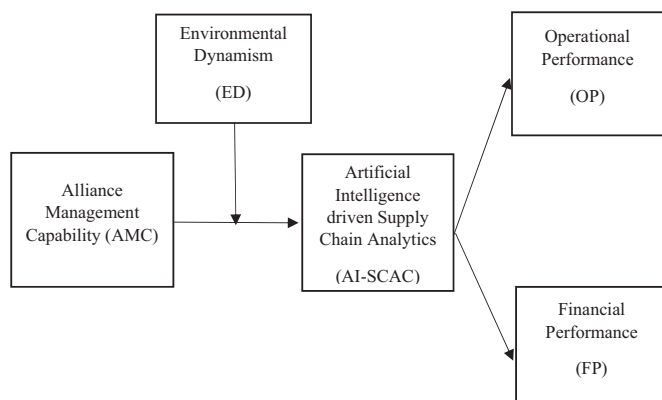 Environmental
Dynamism
(ED)
Operational
Performance
(OP)
Alliance
Management
Capability (AMC)
Artificial
Intelligence
driven Supply
Chain Analytics
(AI-SCAC)
Financial
Performance
(FP)